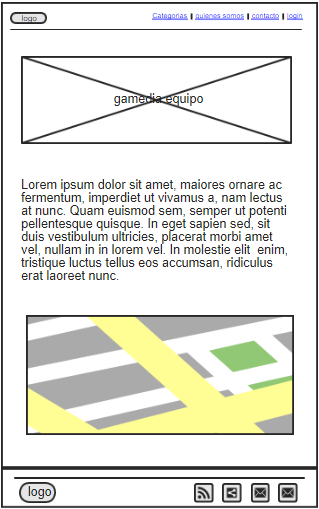 logo
Categorias | quienes somos | contacto | login
gamedia equipo
Lorem ipsum dolor sit amet, maiores ornare ac
fermentum, imperdiet ut vivamus a, nam lectus
at nunc. Quam euismod sem, semper ut potenti
pellentesque quisque. In eget sapien sed, sit
duis vestibulum ultricies, placerat morbi amet
vel, nullam in in lorem vel. In molestie elit enim,
tristique luctus tellus eos accumsan, ridiculus
erat laoreet nunc.
logo